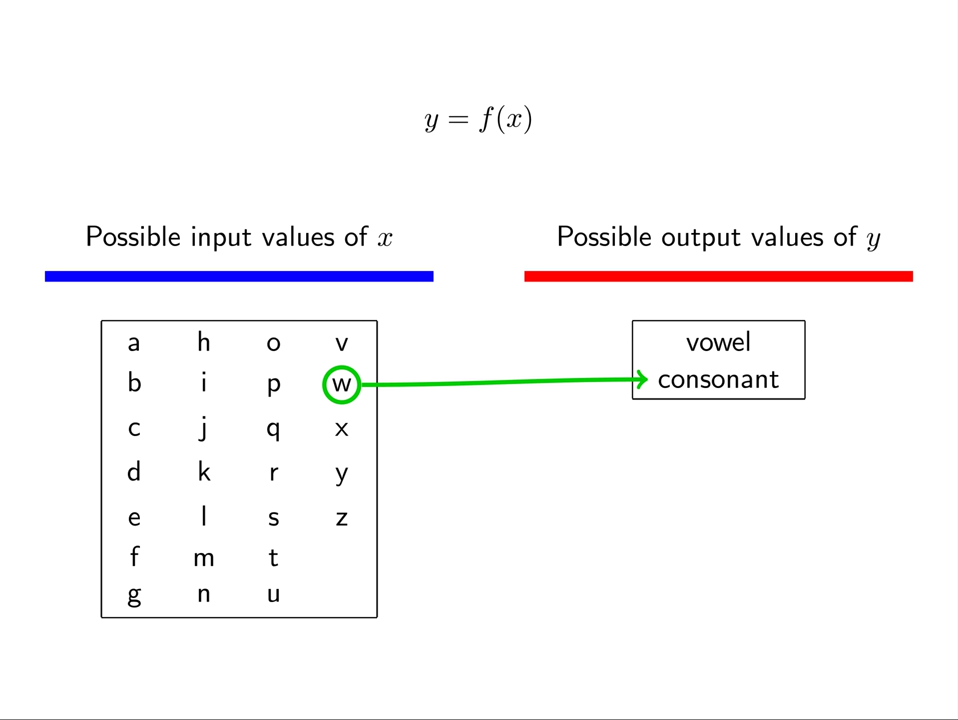 y = f(x)
Possible input values of x
Possible output values of y
a h o v
b i p w
c j q x
d k r y
e l s z
f m t
g n u
vowel
consonant